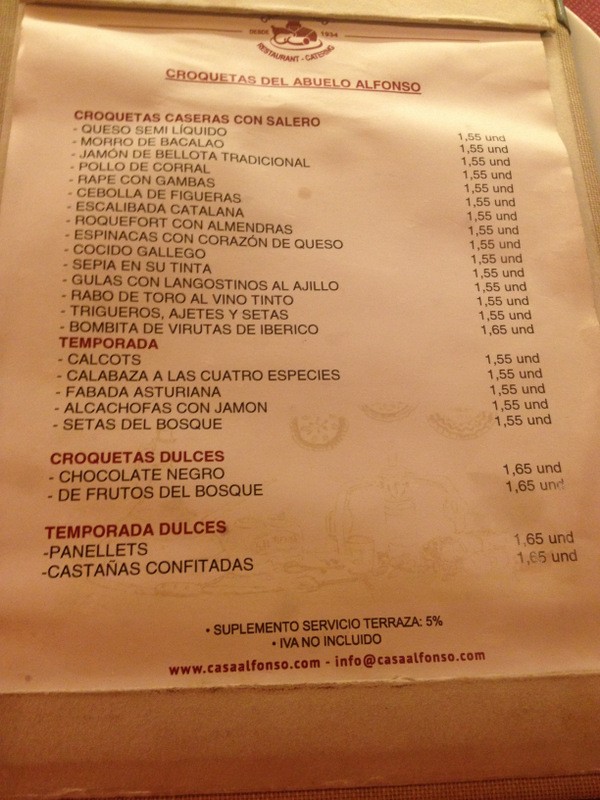 DESDE 1934
RESTAURANT - CATERING
CROQUETAS DEL ABUELO ALFONSO
CROQUETAS CASERAS CON SALERO
- QUESO SEMI LÍQUIDO 1,55 und
- MORRO DE BACALAO 1,55 und
- JAMÓN DE BELLOTA TRADICIONAL 1,55 und
- POLLO DE CORRAL 1,55 und
- RAPE CON GAMBAS 1,55 und
- CEBOLLA DE FIGUERAS 1,55 und
- ESCALIBADA CATALANA 1,55 und
- ROQUEFORT CON ALMENDRAS 1,55 und
- ESPINACAS CON CORAZÓN DE QUESO 1,55 und
- COCIDO GALLEGO 1,55 und
- SEPIA EN SU TINTA 1,55 und
- GULAS CON LANGOSTINOS AL AJILLO 1,55 und
- RABO DE TORO AL VINO TINTO 1,55 und
- TRIGUEROS, AJETES Y SETAS 1,55 und
- BOMBITA DE VIRUTAS DE IBERICO 1,65 und
TEMPORADA
- CALCOTS 1,55 und
- CALABAZA A LAS CUATRO ESPECIES 1,55 und
- FABADA ASTURIANA 1,55 und
- ALCACHOFAS CON JAMON 1,55 und
- SETAS DEL BOSQUE 1,55 und
CROQUETAS DULCES
- CHOCOLATE NEGRO 1,65 und
- DE FRUTOS DEL BOSQUE 1,65 und
TEMPORADA DULCES
-PANELLETS 1,65 und
-CASTAÑAS CONFITADAS 1,65 und
• SUPLEMENTO SERVICIO TERRAZA: 5%
• IVA NO INCLUIDO
www.casaalfonso.com - info@casaalfonso.com